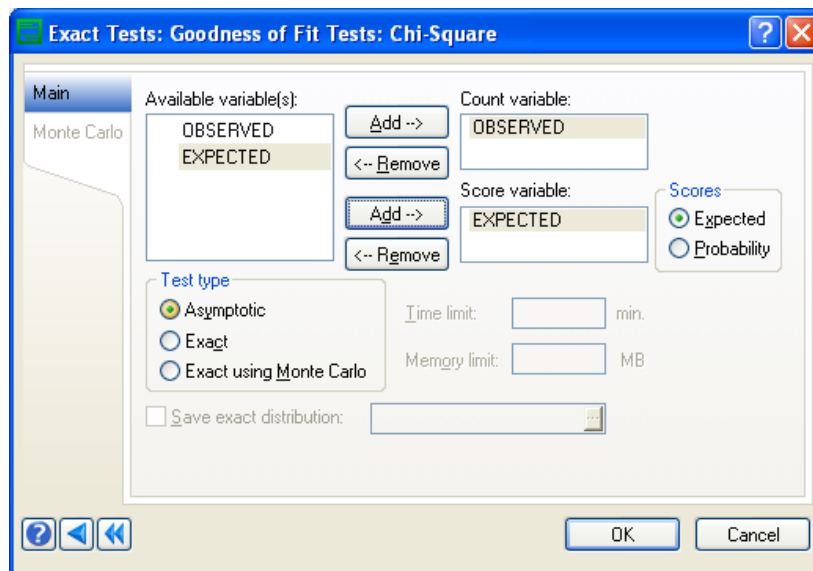 Exact Tests: Goodness of Fit Tests: Chi-Square
Main
Monte Carlo
Available variable(s):
OBSERVED
EXPECTED
Add -->
<-- Remove
Count variable:
OBSERVED
Add -->
<-- Remove
Score variable:
EXPECTED
Scores
Expected
Probability
Test type
Asymptotic
Exact
Exact using Monte Carlo
Time limit:
min.
Memory limit:
MB
Save exact distribution:
...
OK
Cancel